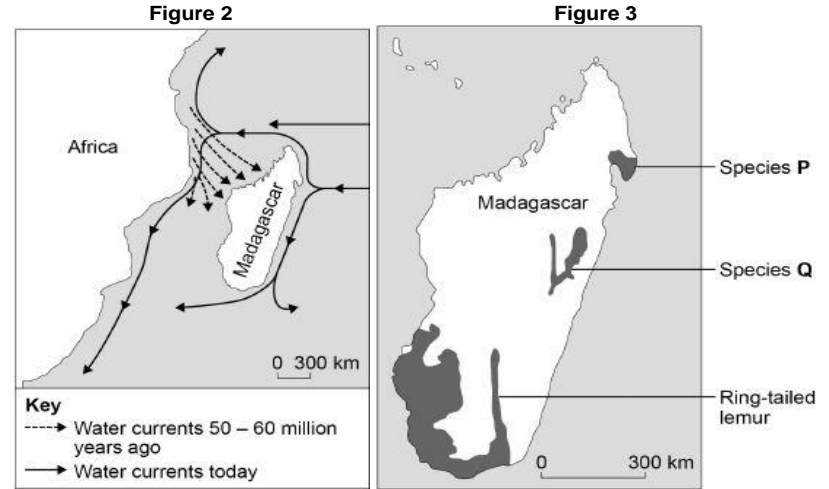 Figure 2
Africa
Madagascar
0 300 km
Key
Water currents 50 – 60 million
years ago
Water currents today
Figure 3
Species P
Madagascar
Species Q
Ring-tailed
lemur
0 300 km